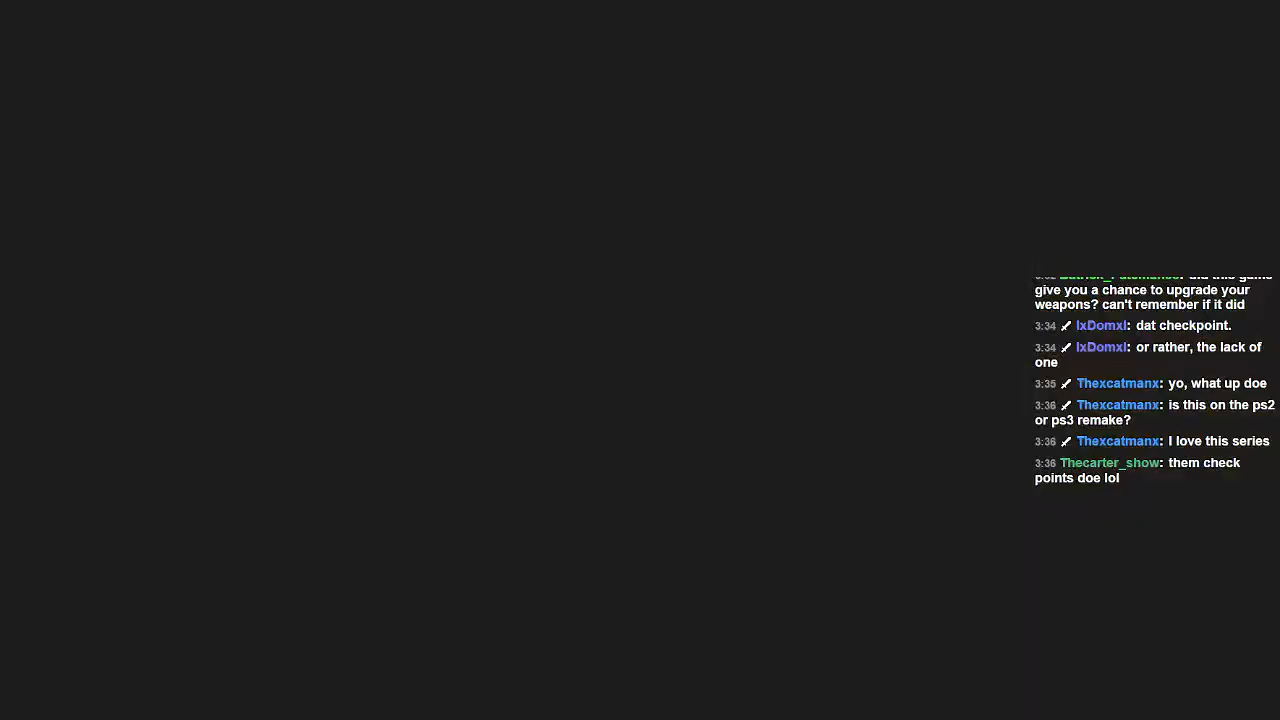 give you a chance to upgrade your
weapons? can't remember if it did
3:34 IxDomxI: dat checkpoint.
3:34 IxDomxI: or rather, the lack of
one
3:35 Thexcatmanx: yo, what up doe
3:36 Thexcatmanx: is this on the ps2
or ps3 remake?
3:36 Thexcatmanx: I love this series
3:36 Thecarter_show: them check
points doe lol